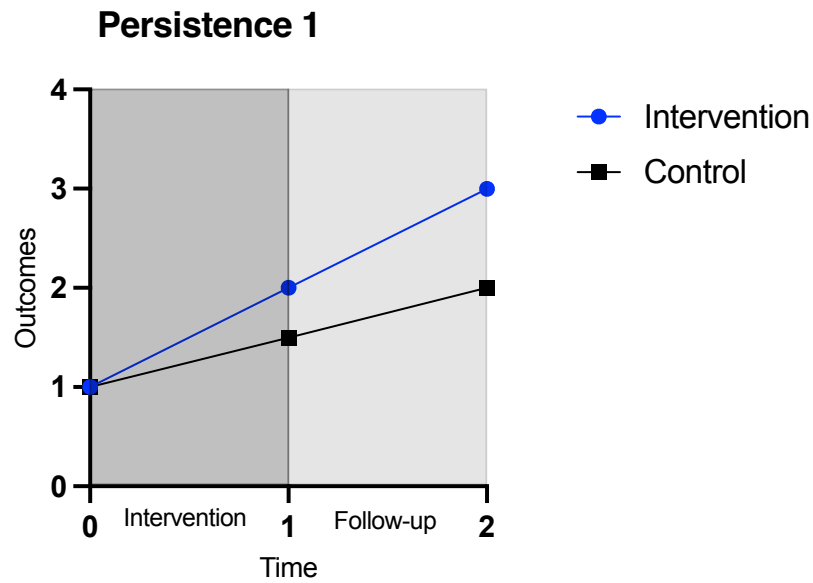 Persistence 1
4
3
2
1
0
Outcomes
0 Intervention 1 Follow-up 2
Time
Intervention
Control